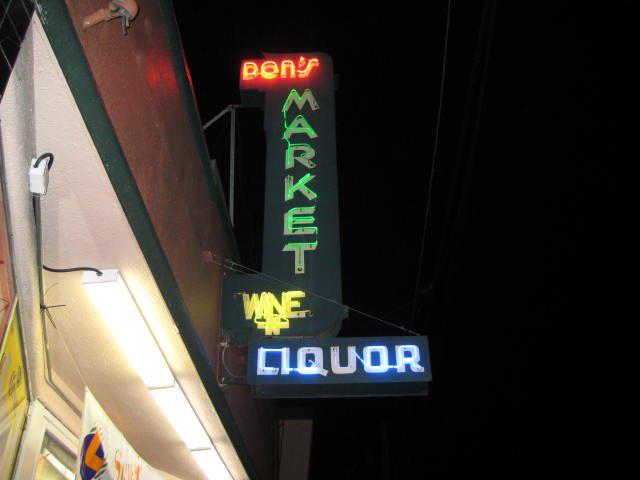 DON'S
MARKET
WINE
-N-
LIQUOR